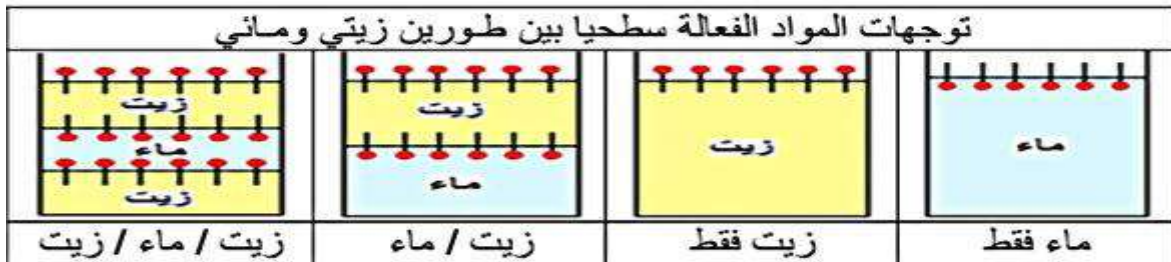 توجهات المواد الفعالة سطحيا بين طورين زيتي ومائي
ماء
زيت
زيت
ماء
زيت
ماء
زيت
ماء فقط
زيت فقط
زيت / ماء
زيت / ماء / زيت